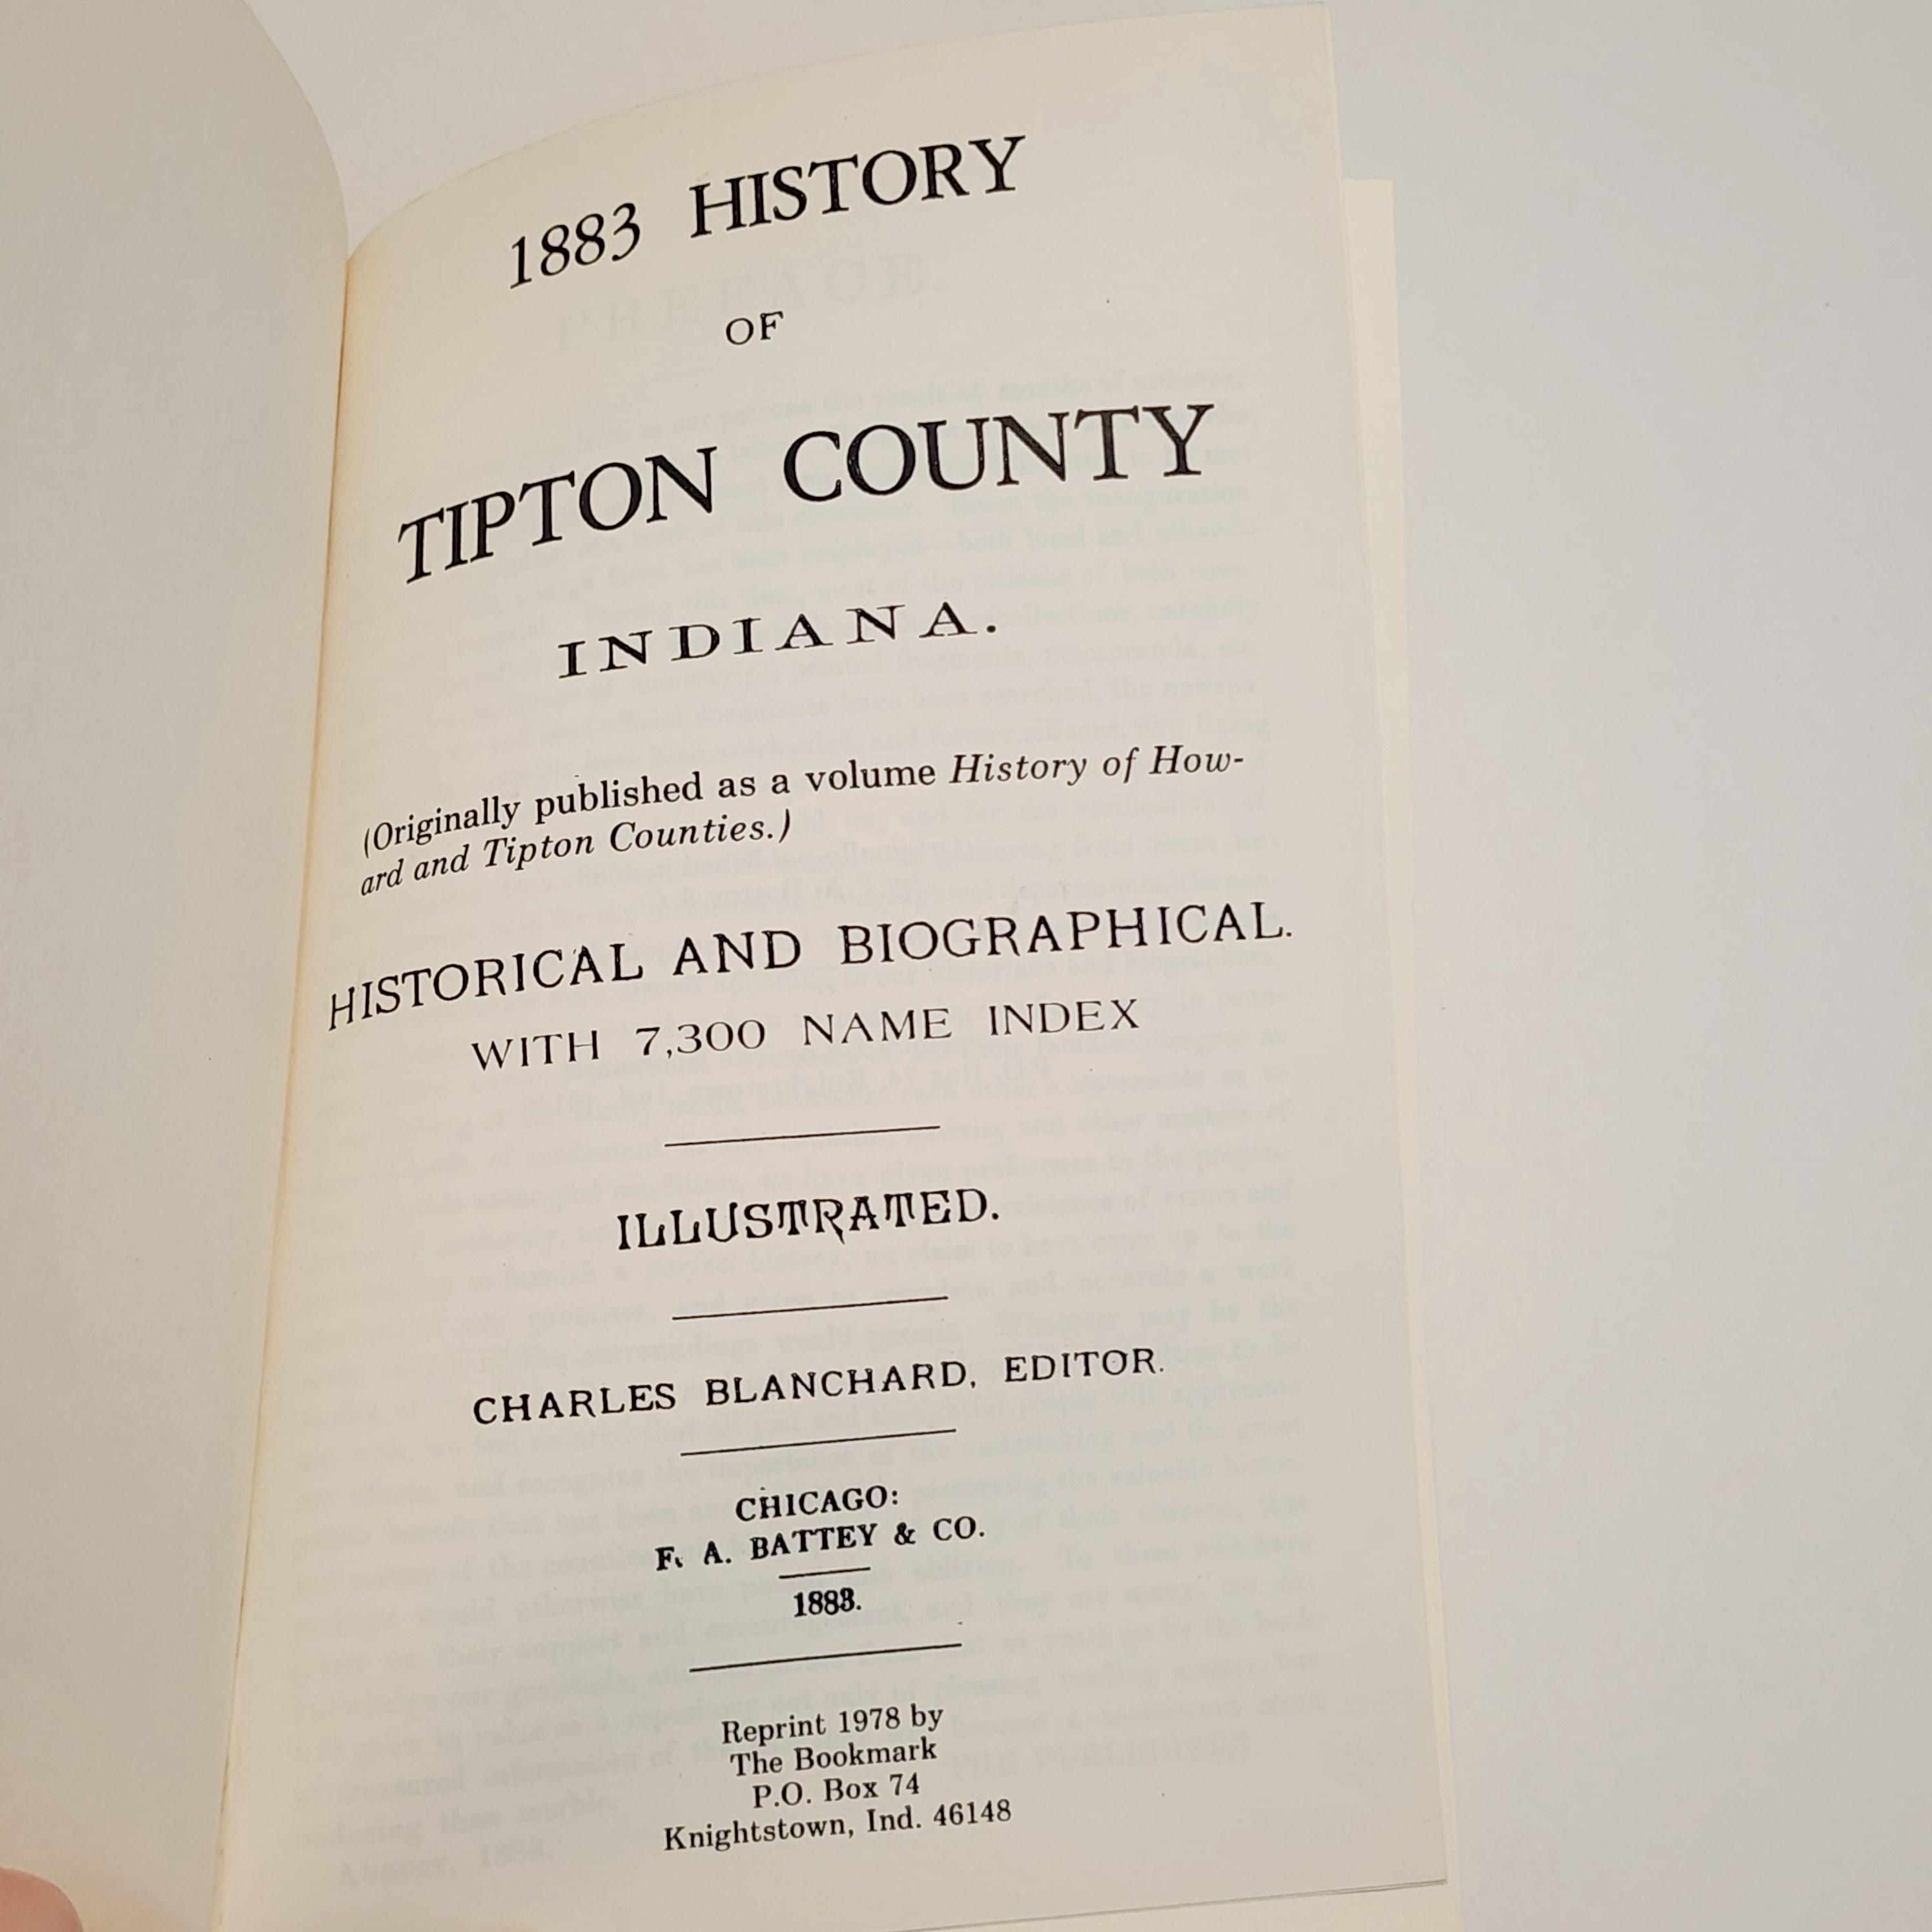 1883 HISTORY
OF
TIPTON COUNTY
INDIANA.
(Originally published as a volume History of How-
ard and Tipton Counties.)
HISTORICAL AND BIOGRAPHICAL.
WITH 7,300 NAME INDEX
ILLUSTRATED.
CHARLES BLANCHARD, EDITOR.
CHICAGO:
F. A. BATTEY & CO.
1883.
Reprint 1978 by
The Bookmark
P.O. Box 74
Knightstown, Ind. 46148